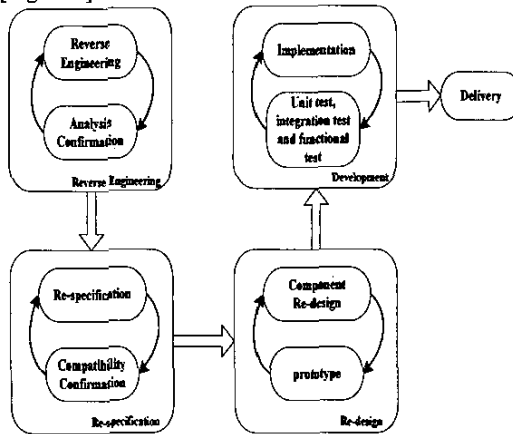 Reverse
Engineering
Analysis
Confirmation
Reverse Engineering
Re-specification
Compatibility
Confirmation
Re-specification
Component
Re-design
prototype
Re-design
Implementation
Unit test,
integration test
and functional
test
Development
Delivery